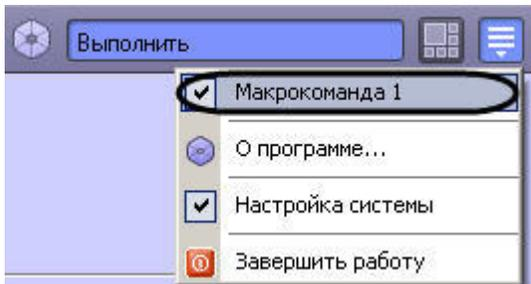 Выполнить
Макрокоманда 1
О программе...
Настройка системы
Завершить работу